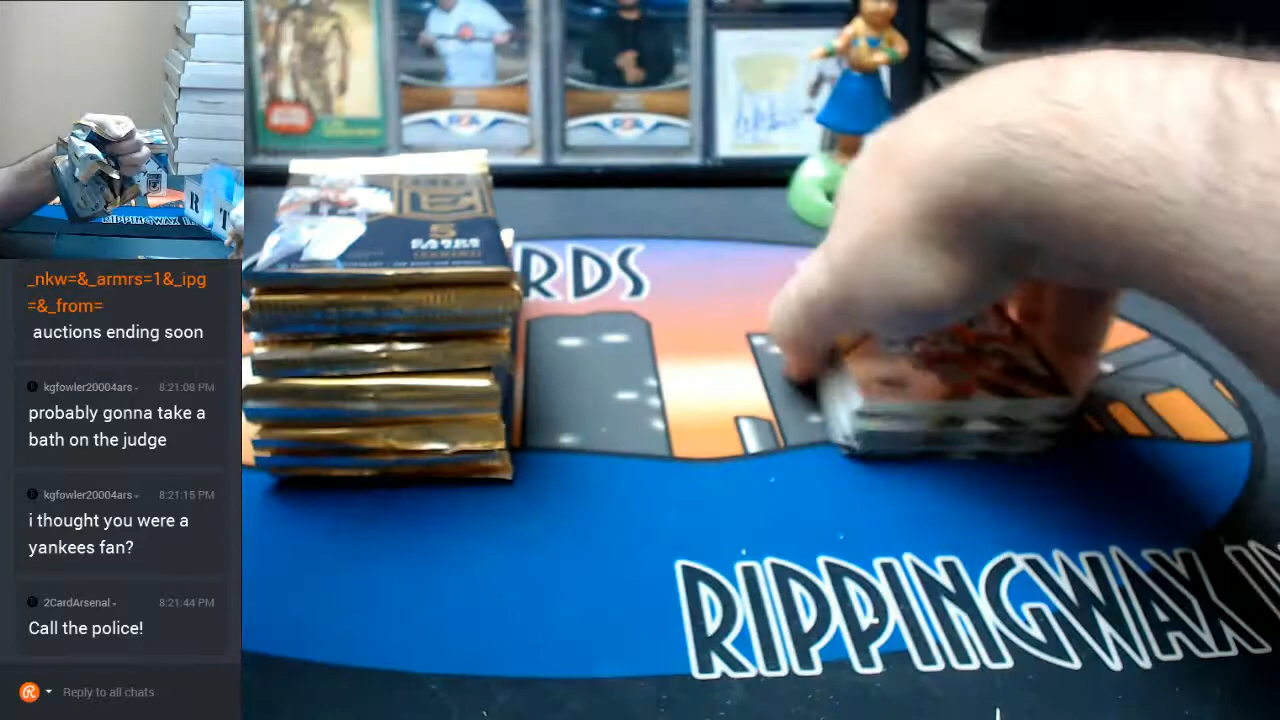 _nkw=&_armrs=1&_ipg
=&_from=
auctions ending soon
kgfowler20004ars
8:21:08 PM
probably gonna take a
bath on the judge
kgfowler20004ars
8:21:15 PM
i thought you were a
yankees fan?
2CardArsenal
8:21:44 PM
Call the police!
Reply to all chats
RDS
5
RIPPINGWAX